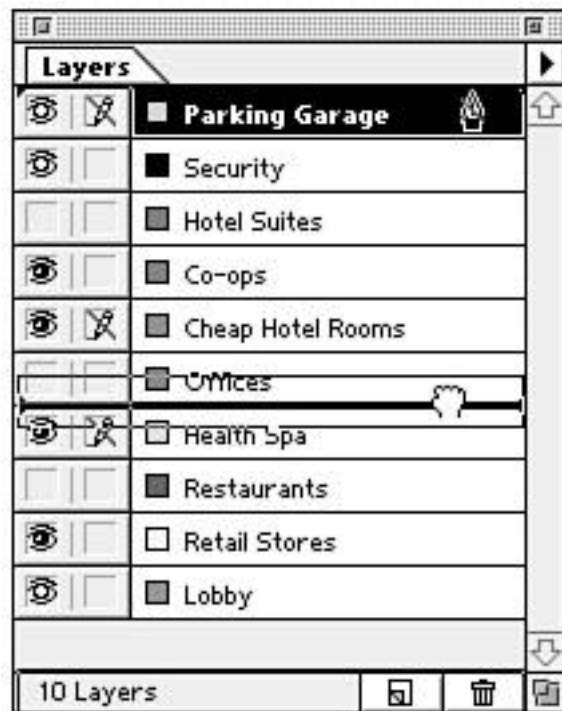 Layers
Parking Garage
Security
Hotel Suites
Co-ops
Cheap Hotel Rooms
Offices
Health Spa
Restaurants
Retail Stores
Lobby
10 Layers